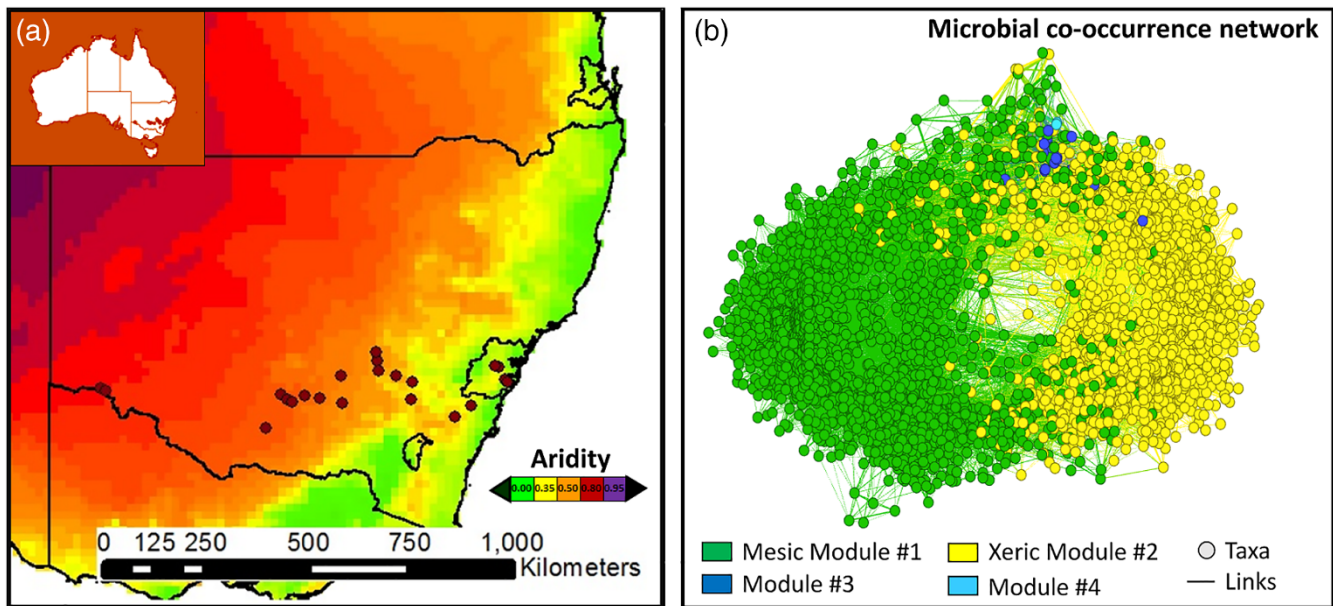 (a)
Aridity
0.00 0.35 0.50 0.80 0.95
0 125 250 500 750 1,000
Kilometers
(b)
Microbial co-occurrence network
Mesic Module #1
Xeric Module #2
Taxa
Module #3
Module #4
Links